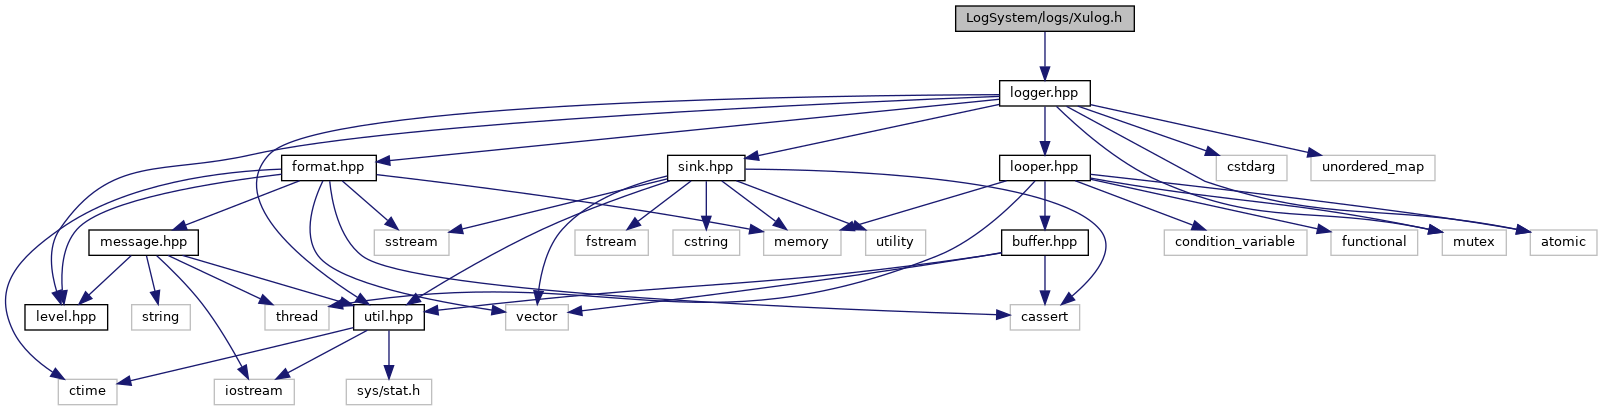 LogSystem/logs/Xulog.h
logger.hpp
format.hpp
sink.hpp
looper.hpp
cstdarg
unordered_map
message.hpp
sstream
fstream
cstring
memory
utility
buffer.hpp
condition_variable
functional
mutex
atomic
level.hpp
string
thread
util.hpp
vector
cassert
ctime
iostream
sys/stat.h